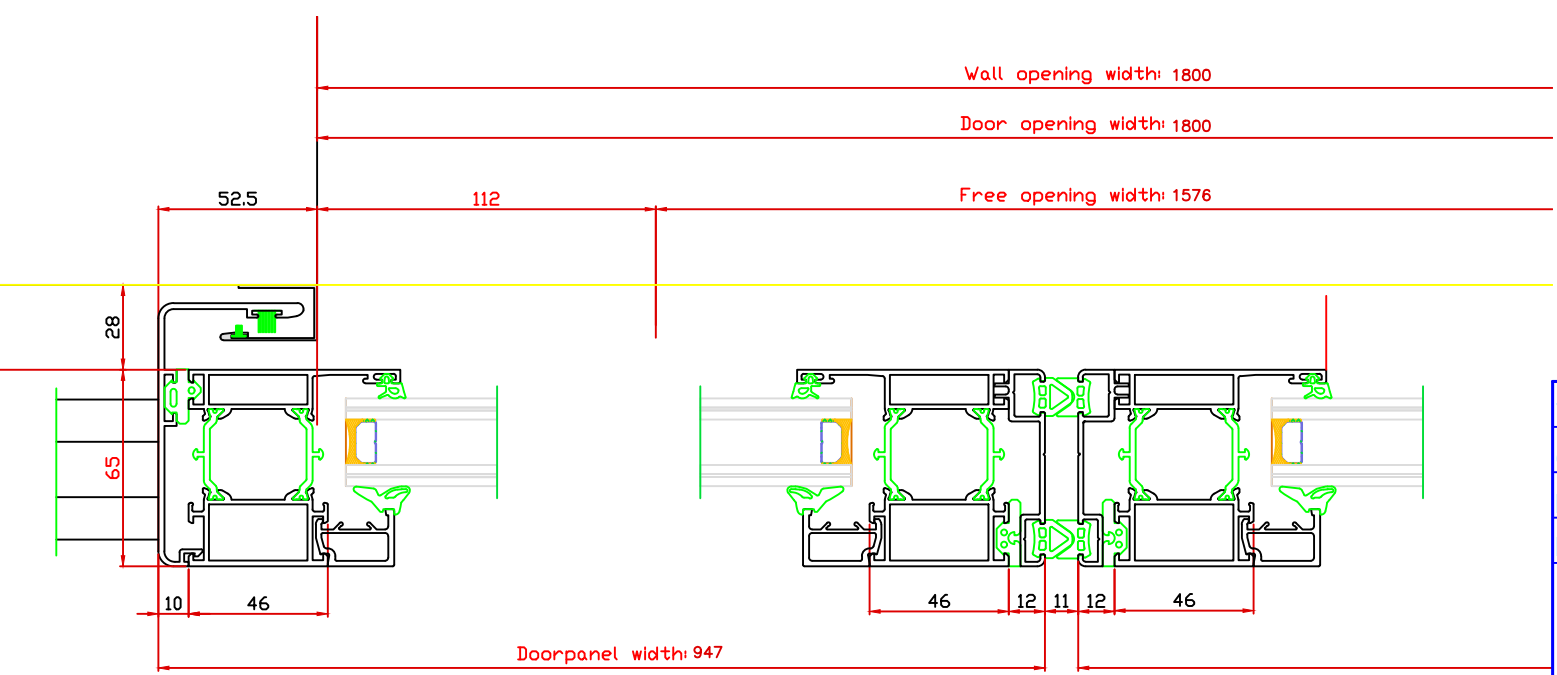 Wall opening width: 1800
Door opening width: 1800
52.5
112
Free opening width: 1576
28
65
10
46
46
12
11
12
46
Doorpanel width: 947